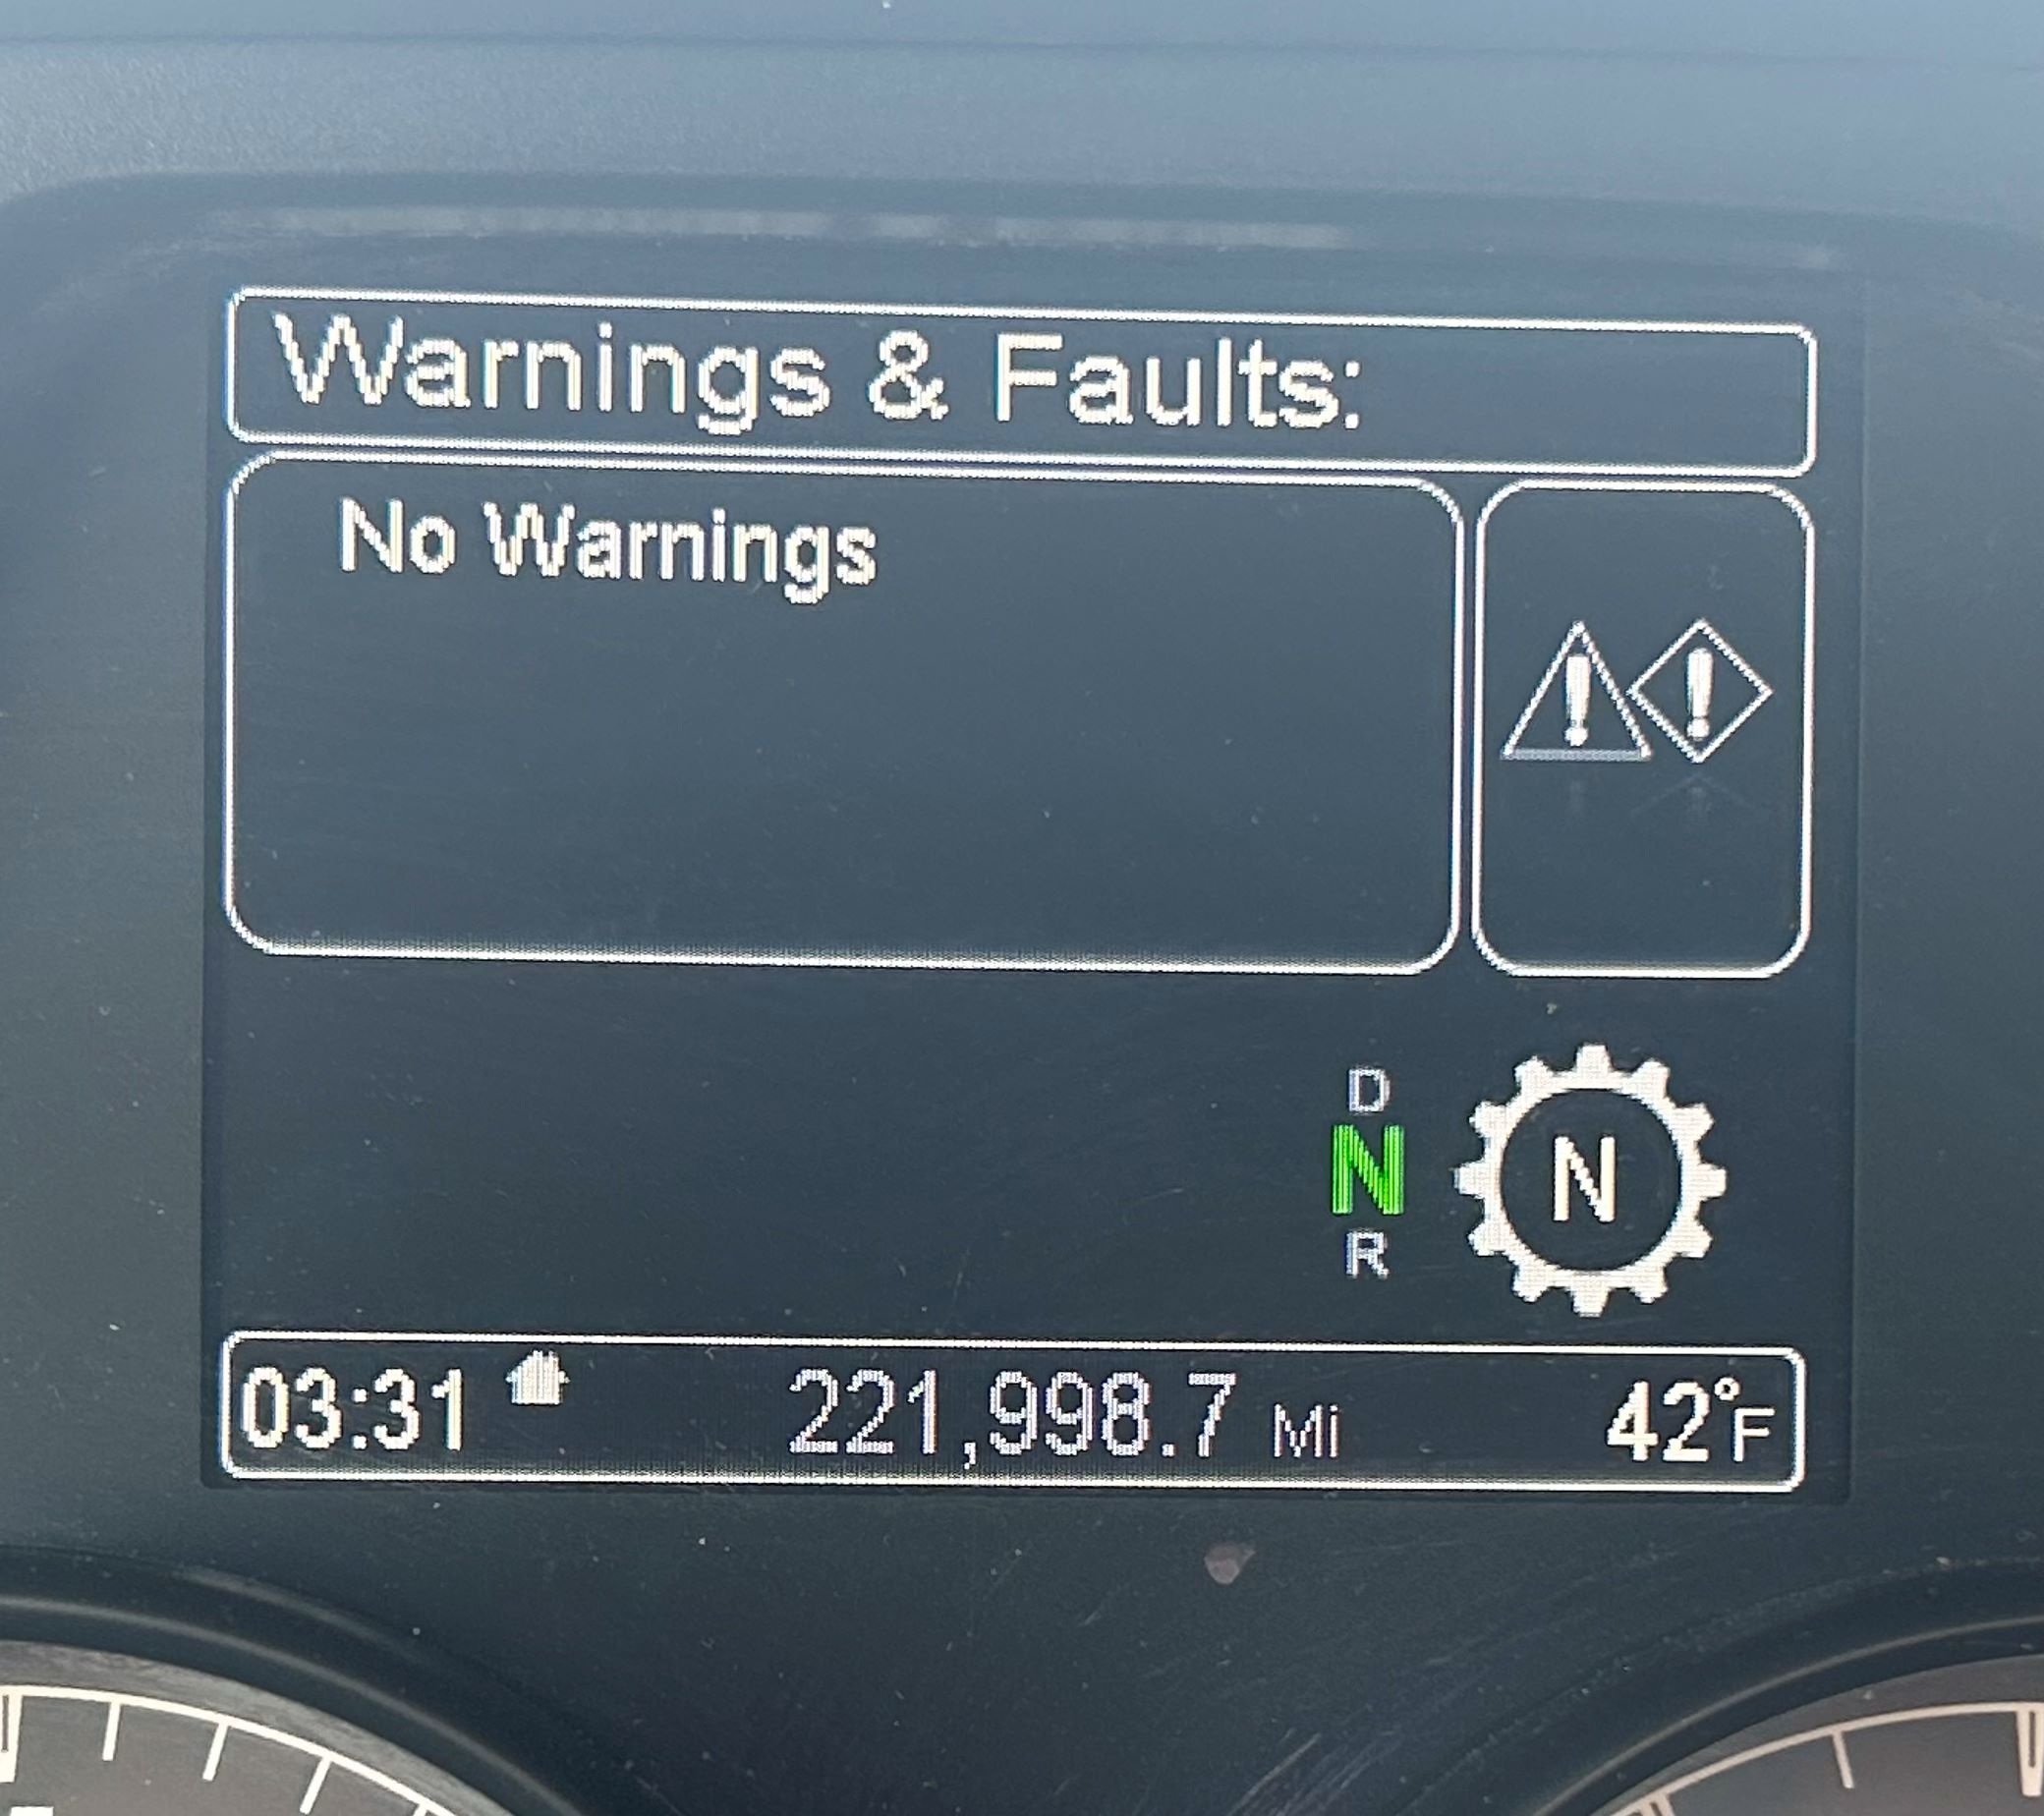 Warnings & Faults:
No Warnings
D
N
R
N
03:31 221,998.7 Mi 42°F